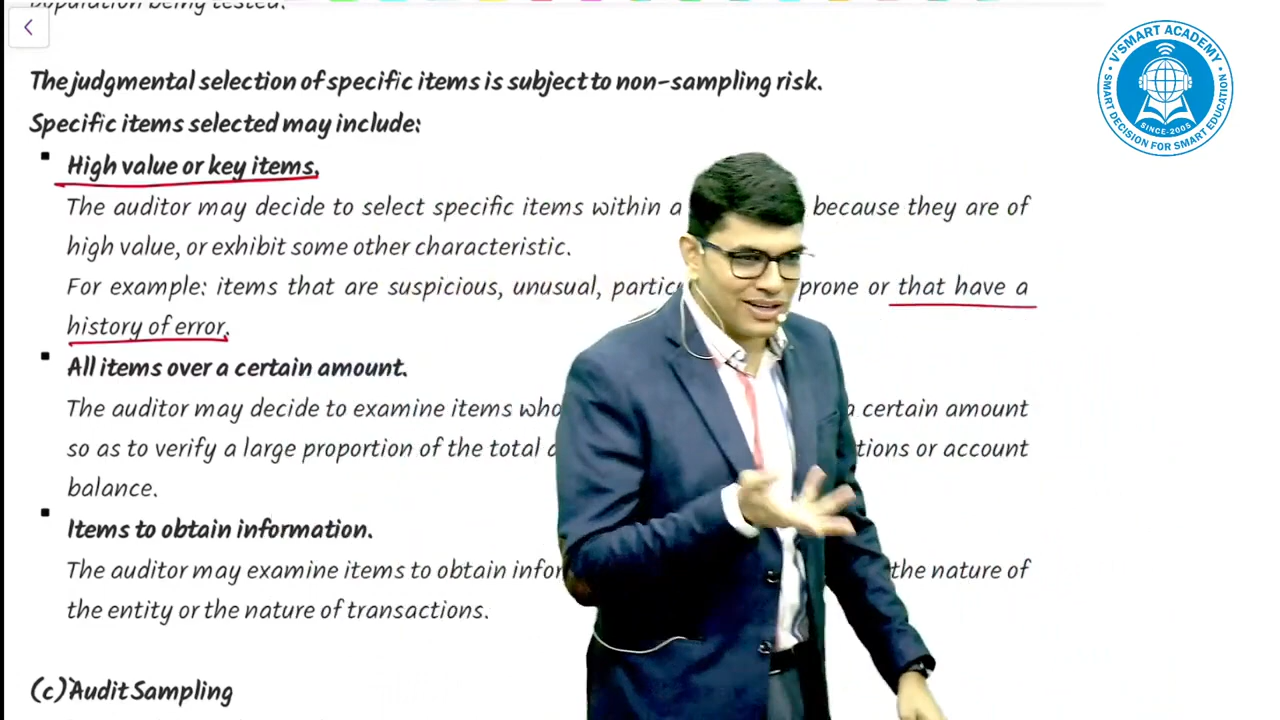 population being tested.
The judgmental selection of specific items is subject to non-sampling risk.
Specific items selected may include:
High value or key items.
The auditor may decide to select specific items within a because they are of
high value, or exhibit some other characteristic.
For example: items that are suspicious, unusual, prone or that have a
history of error.
All items over a certain amount.
The auditor may decide to examine items a certain amount
so as to verify a large proportion of the total or account
balance.
Items to obtain information.
The auditor may examine items to obtain the nature of
the entity or the nature of transactions.
(c) Audit Sampling
V'SMART ACADEMY
SINCE-2005
SMART DECISION FOR SMART EDUCATION